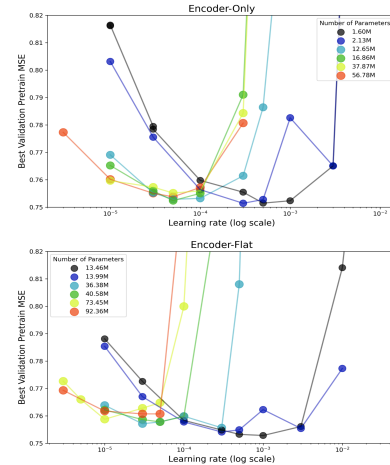 Encoder-Only
Best Validation Pretrain MSE
0.82
0.81
0.80
0.79
0.78
0.77
0.76
0.75
Number of Parameters
1.60M
2.13M
12.65M
16.86M
37.87M
56.78M
10⁻⁵
10⁻⁴
10⁻³
10⁻²
Learning rate (log scale)
Encoder-Flat
Best Validation Pretrain MSE
0.82
0.81
0.80
0.79
0.78
0.77
0.76
0.75
Number of Parameters
13.46M
13.99M
36.38M
40.58M
73.45M
92.36M
10⁻⁵
10⁻⁴
10⁻³
10⁻²
Learning rate (log scale)